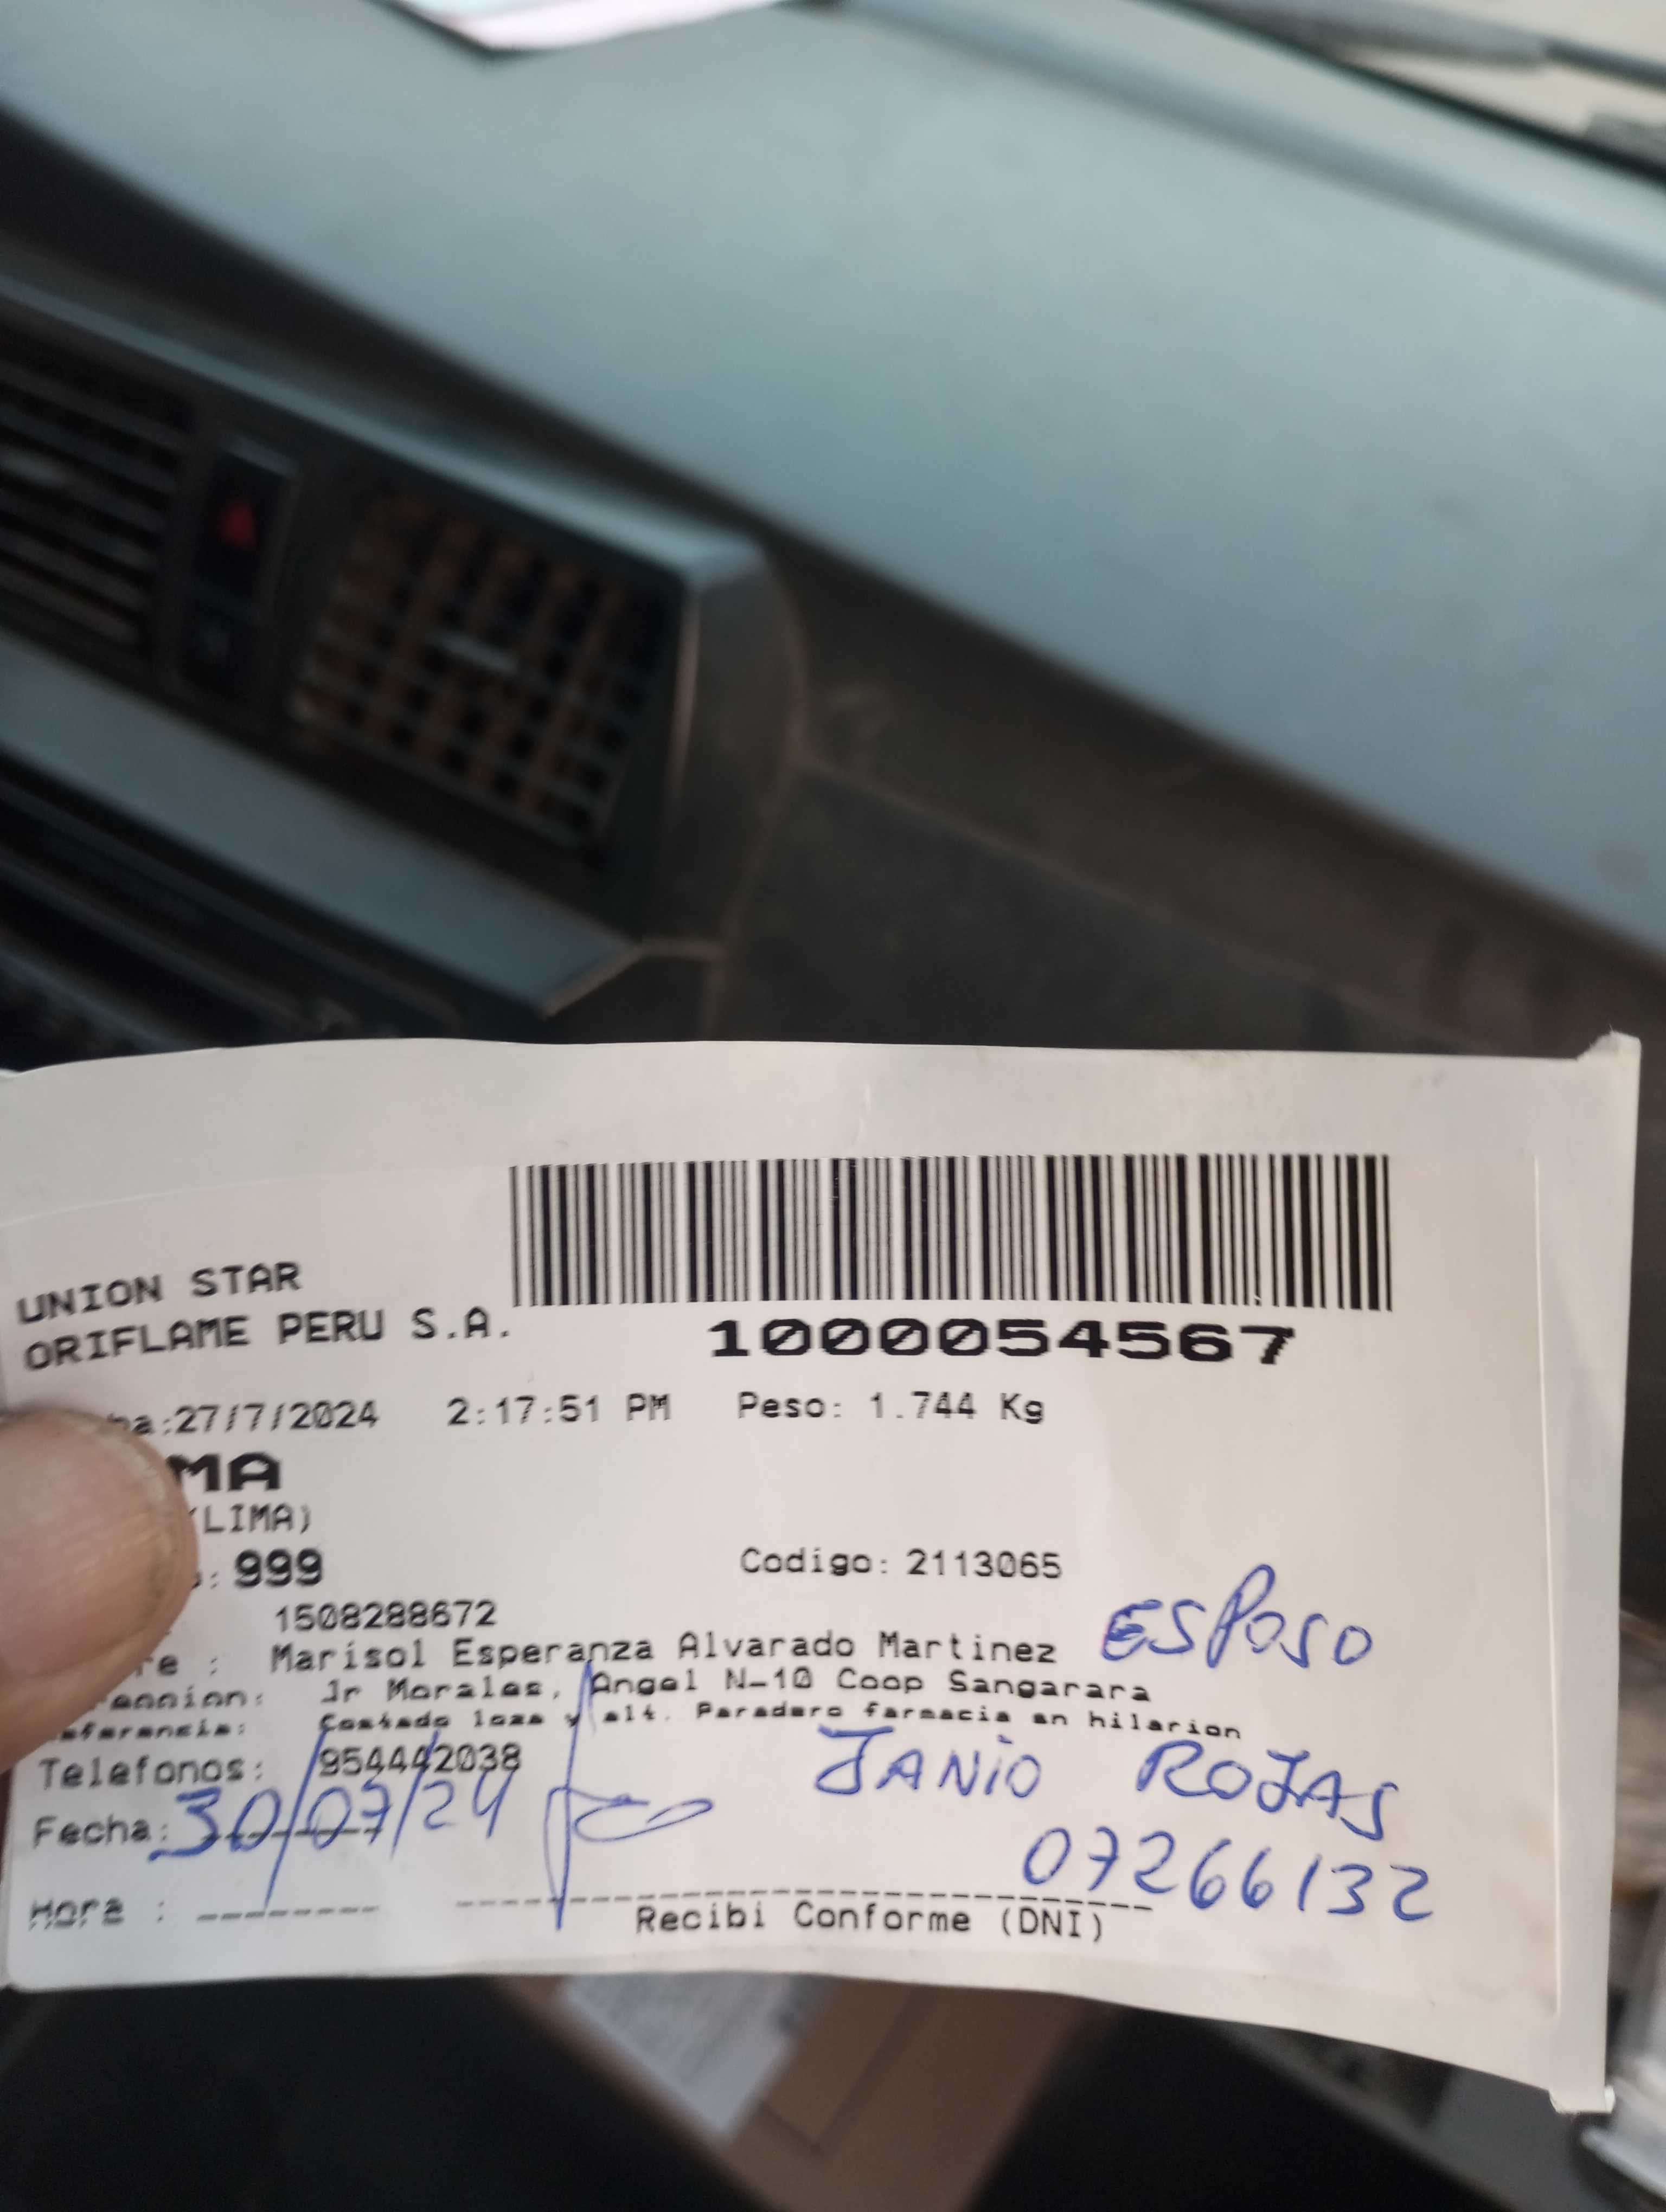 UNION STAR
ORIFLAME PERU S.A.
1000054567
ha:27/7/2024 2:17:51 PM Peso: 1.744 Kg
MA
(LIMA)
: 999 Codigo: 2113065
1508288672
re : Marisol Esperanza Alvarado Martinez ESPOSO
Jr Morales, Angel N-10 Coop Sangarara
Costado loza y alt. Paradero farmacia sn hilarion
Telefonos: 954442038 JANIO ROJAS
Fecha: 30/07/24
07266132
Hora :
Recibi Conforme (DNI)